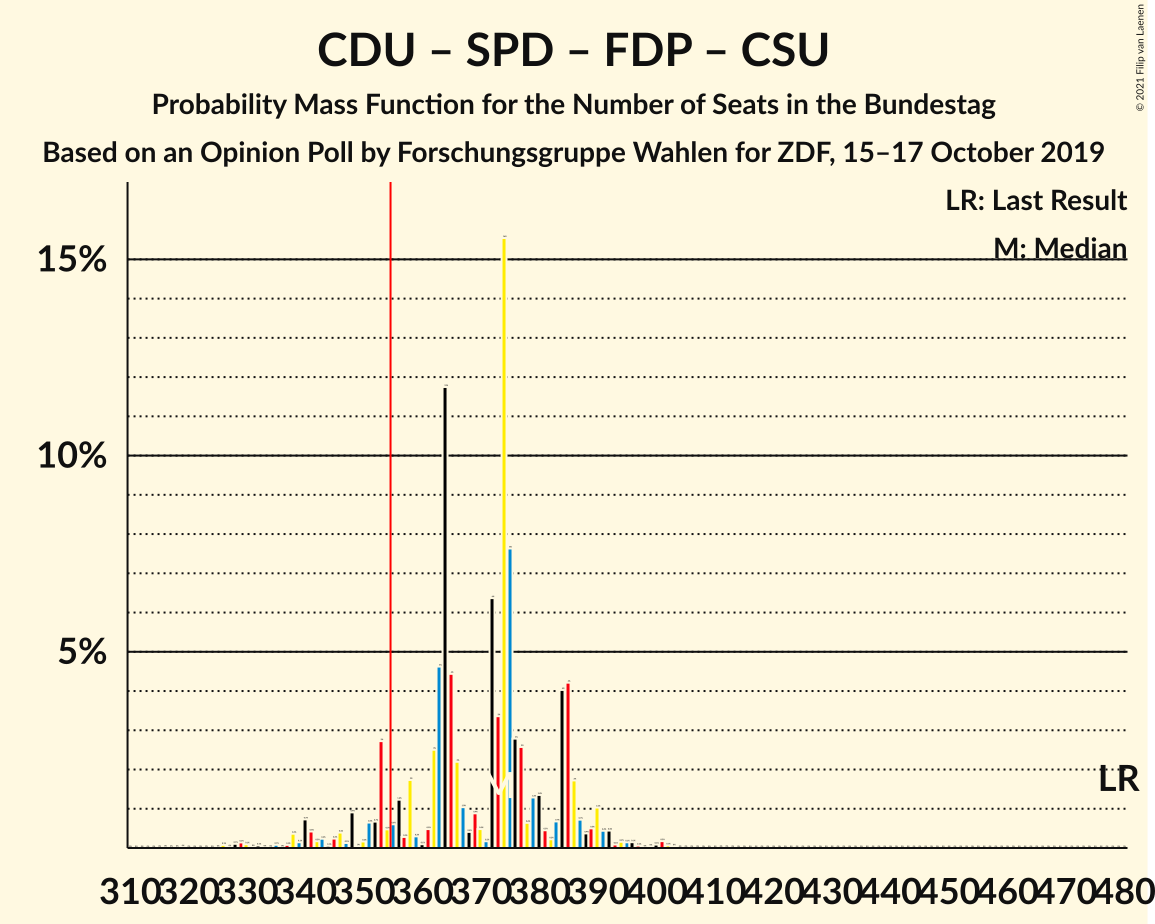 CDU – SPD – FDP – CSU
Probability Mass Function for the Number of Seats in the Bundestag
Based on an Opinion Poll by Forschungsgruppe Wahlen for ZDF, 15–17 October 2019
© 2021 Filip van Laenen
LR: Last Result
M: Median
15%
10%
5%
M
LR
310 320 330 340 350 360 370 380 390 400 410 420 430 440 450 460 470 480